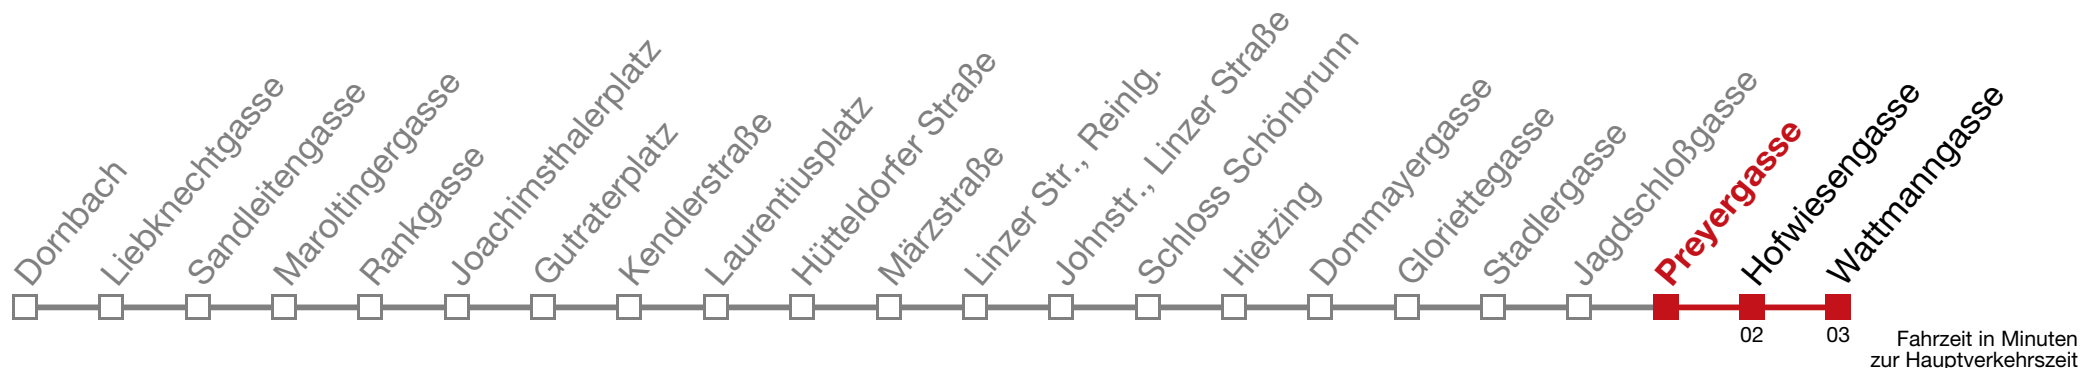 Dornbach
Liebknechtgasse
Sandleitengasse
Maroltingergasse
Rankgasse
Joachimsthalerplatz
Gutraterplatz
Kendlerstraße
Laurentiusplatz
Hütteldorfer Straße
Märzstraße
Linzer Str., Reinlg.
Johnstr., Linzer Straße
Schloss Schönbrunn
Hietzing
Dommayergasse
Gloriettegasse
Stadlergasse
Jagdschloßgasse
Preyergasse
Hofwiesengasse
Wattmanngasse
02
03
Fahrzeit in Minuten
zur Hauptverkehrszeit